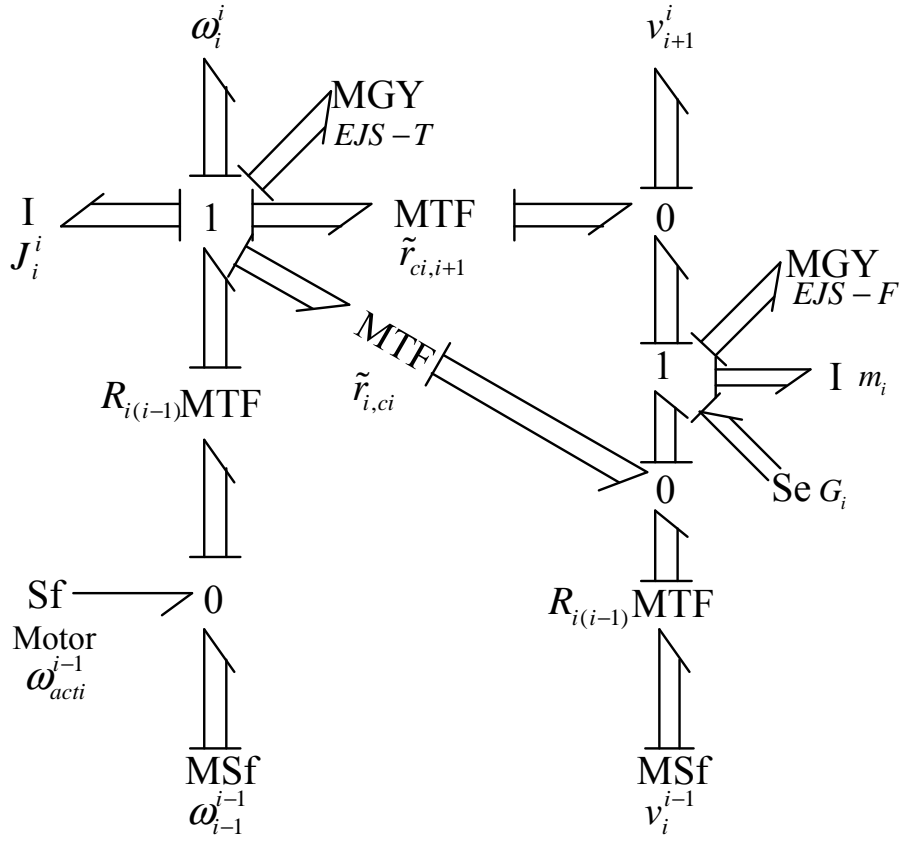 ω_i^i
v_{i+1}^i
MGY
EJS – T
I
J_i^i
1
MTF
r̃_{ci,i+1}
0
MGY
EJS – F
MTF
r̃_{i,ci}
1
I m_i
R_{i(i−1)} MTF
0
Se G_i
Sf
Motor
ω_{acti}^{i−1}
0
R_{i(i−1)} MTF
MSf
ω_{i−1}^{i−1}
MSf
v_i^{i−1}